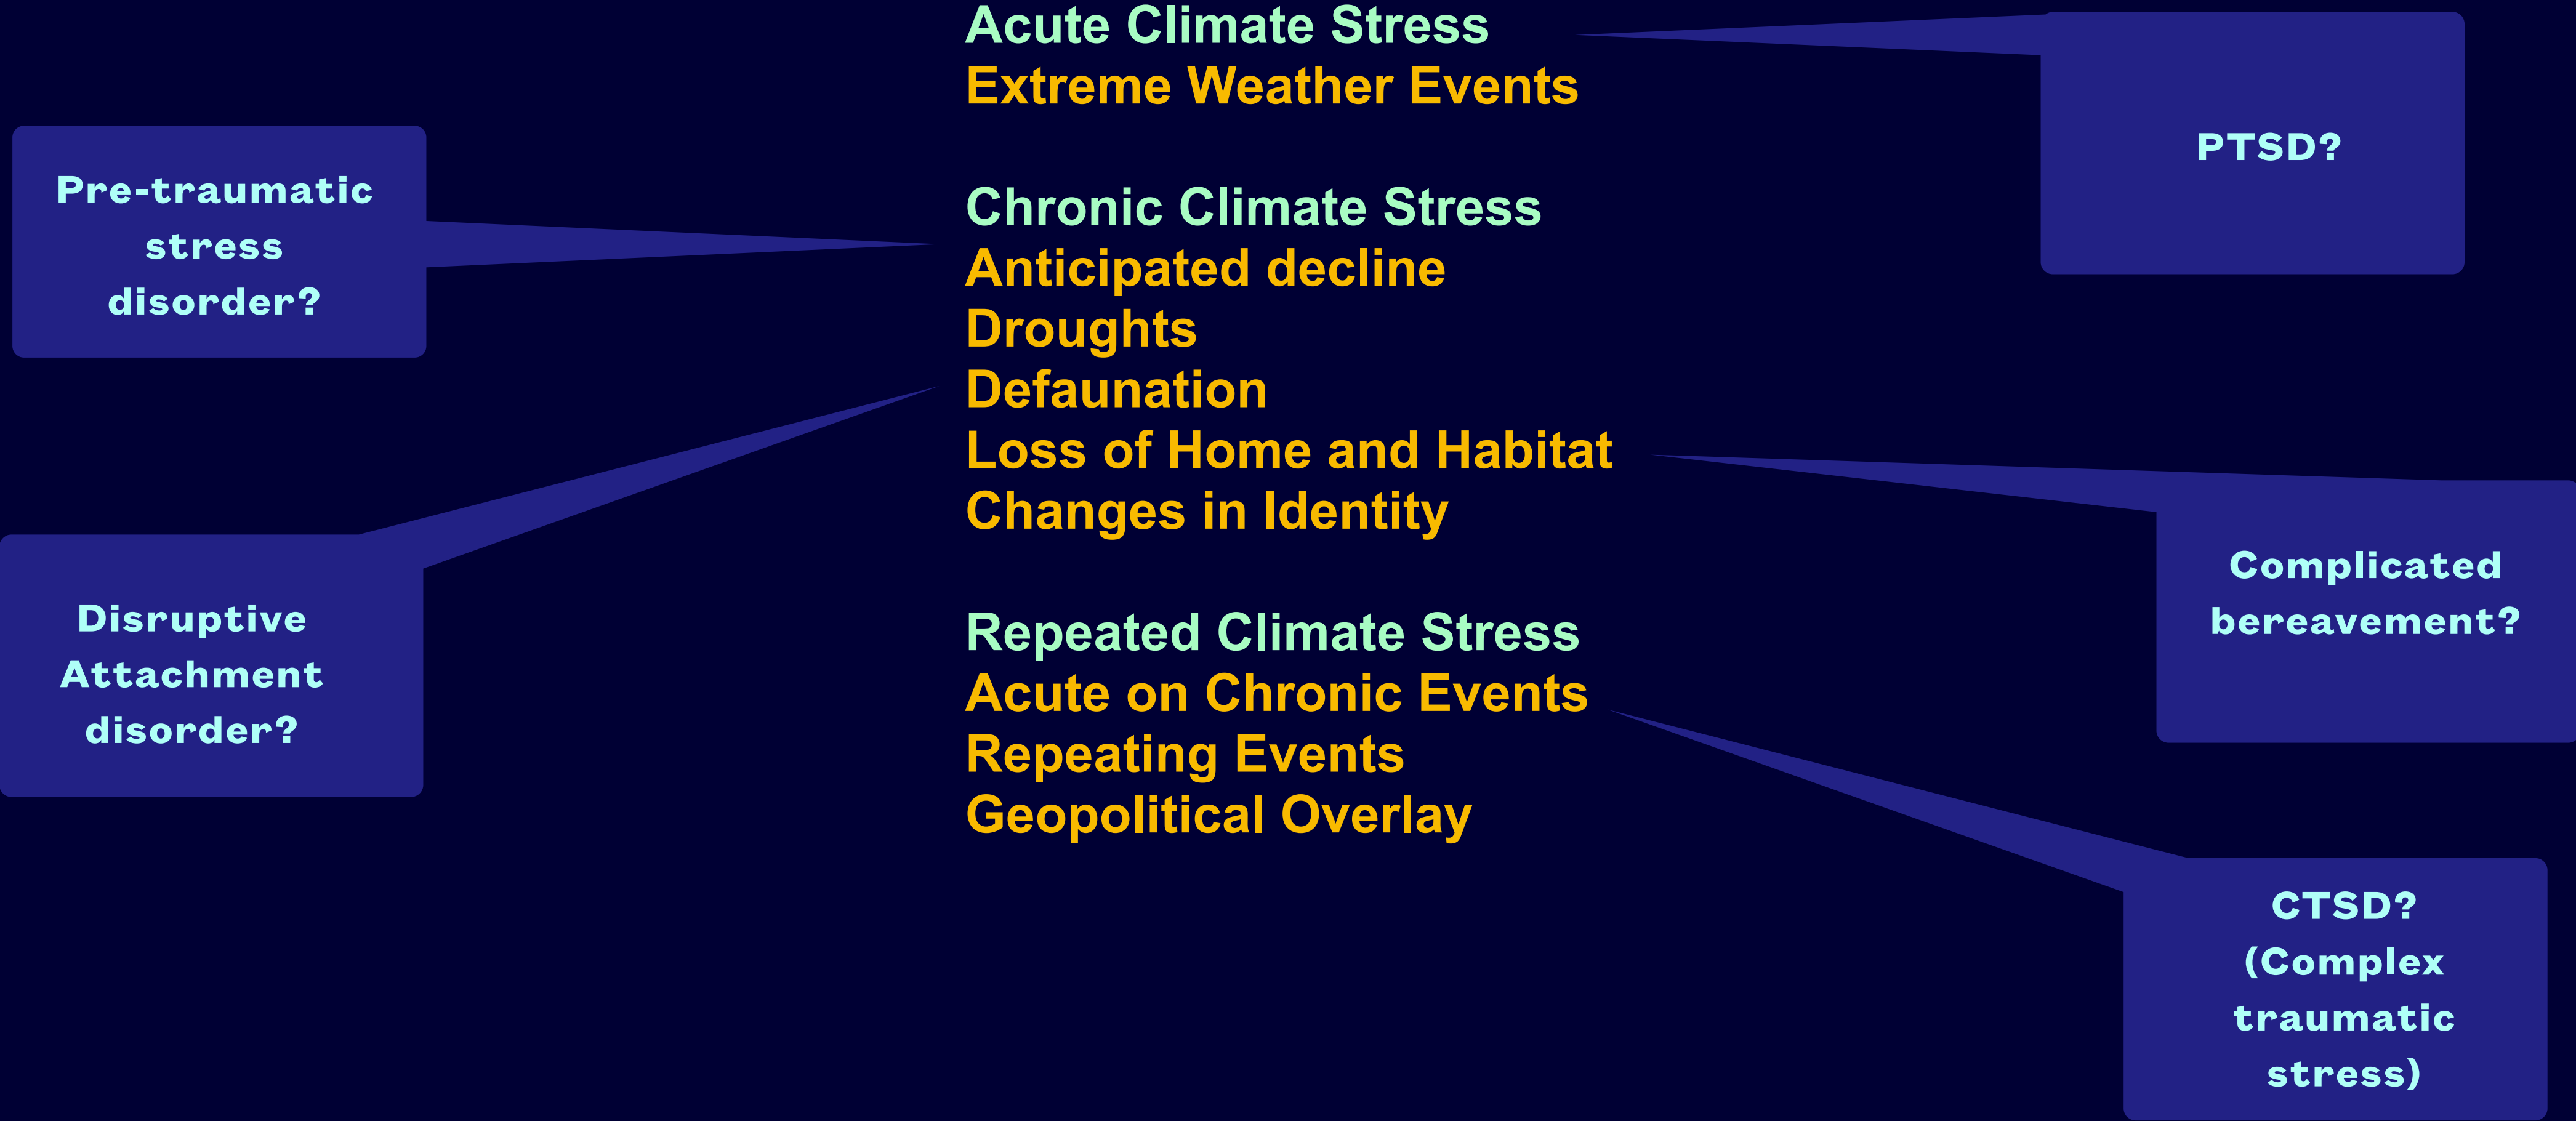 Acute Climate Stress
Extreme Weather Events
PTSD?
Pre-traumatic
stress
disorder?
Chronic Climate Stress
Anticipated decline
Droughts
Defaunation
Loss of Home and Habitat
Changes in Identity
Disruptive
Attachment
disorder?
Complicated
bereavement?
Repeated Climate Stress
Acute on Chronic Events
Repeating Events
Geopolitical Overlay
CTSD?
(Complex
traumatic
stress)